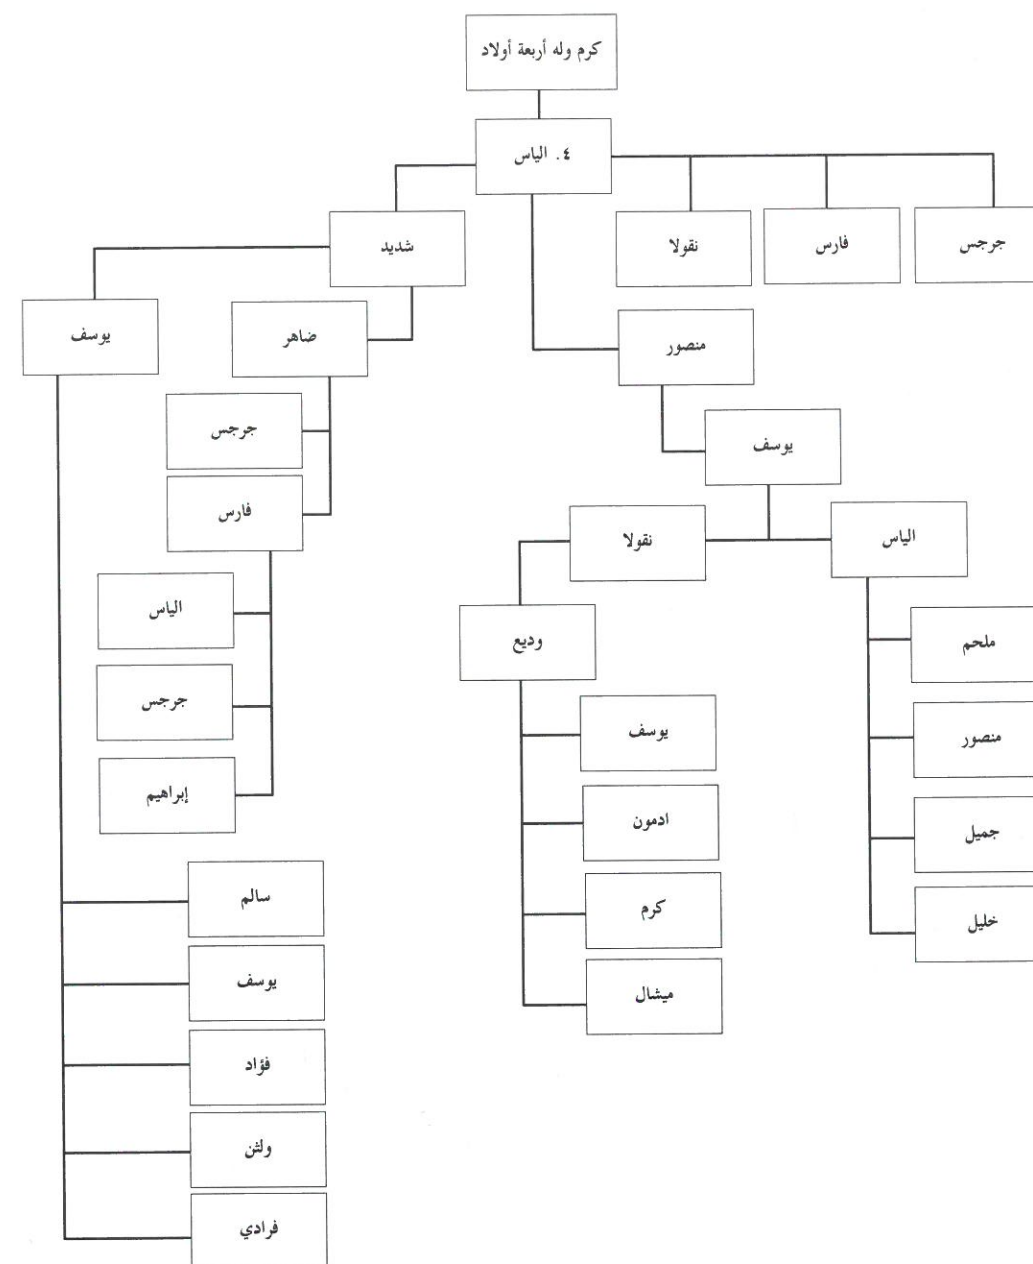 كرم وله أربعة أولاد
٤. الياس
جرجس
فارس
نقولا
شديد
منصور
ضاهر
يوسف
يوسف
جرجس
فارس
الياس
نقولا
الياس
جرجس
إبراهيم
وديع
ملحم
منصور
جميل
خليل
يوسف
ادمون
كرم
ميشال
سالم
يوسف
فؤاد
ولثن
فرادي